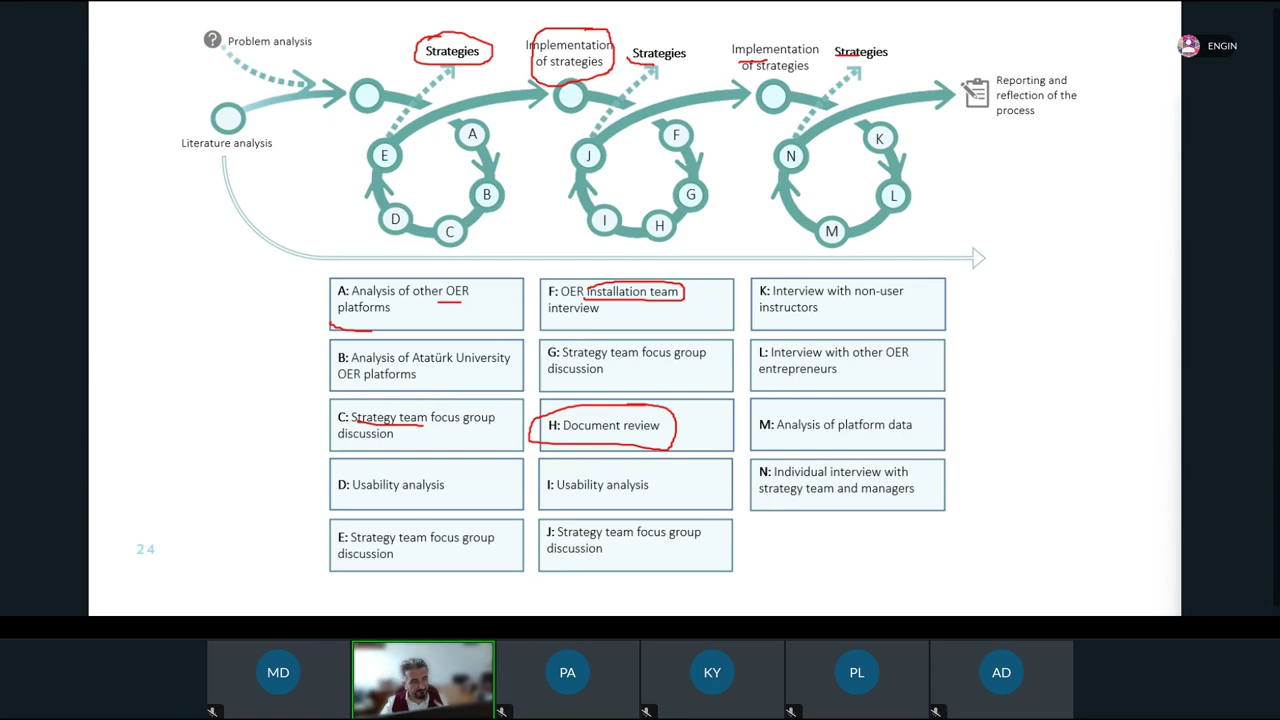 Problem analysis
Literature analysis
Strategies
Implementation
of strategies
Strategies
Implementation
of strategies
Strategies
Reporting and
reflection of the
process
ENGIN
A
B
C
D
E
F
G
H
I
J
K
L
M
N
A: Analysis of other OER
platforms
B: Analysis of Atatürk University
OER platforms
C: Strategy team focus group
discussion
D: Usability analysis
E: Strategy team focus group
discussion
F: OER installation team
interview
G: Strategy team focus group
discussion
H: Document review
I: Usability analysis
J: Strategy team focus group
discussion
K: Interview with non-user
instructors
L: Interview with other OER
entrepreneurs
M: Analysis of platform data
N: Individual interview with
strategy team and managers
24
MD
PA
KY
PL
AD